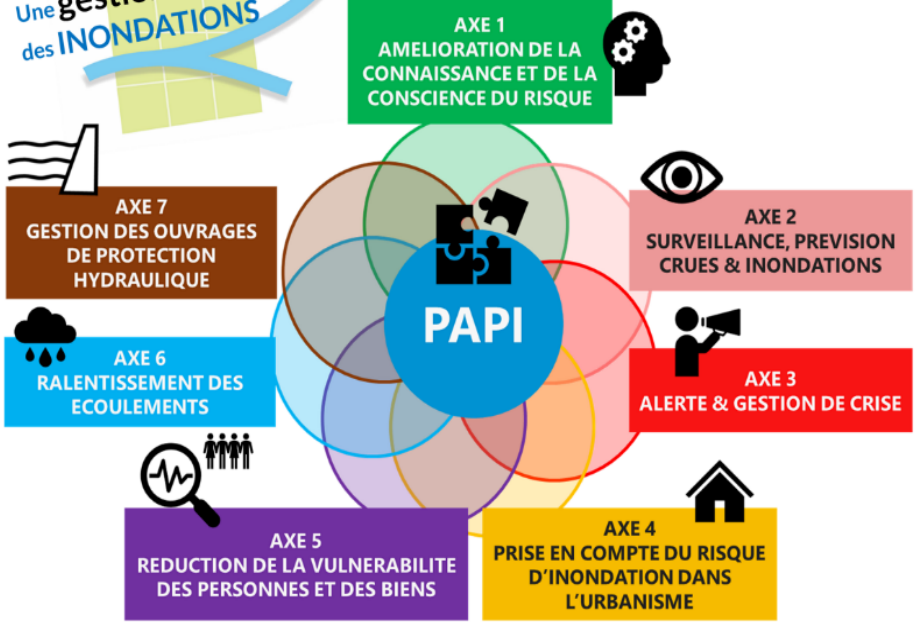 Une gestion
des INONDATIONS
AXE 1
AMELIORATION DE LA
CONNAISSANCE ET DE LA
CONSCIENCE DU RISQUE
AXE 7
GESTION DES OUVRAGES
DE PROTECTION
HYDRAULIQUE
AXE 2
SURVEILLANCE, PREVISION
CRUES & INONDATIONS
PAPI
AXE 6
RALENTISSEMENT DES
ECOULEMENTS
AXE 3
ALERTE & GESTION DE CRISE
AXE 5
REDUCTION DE LA VULNERABILITE
DES PERSONNES ET DES BIENS
AXE 4
PRISE EN COMPTE DU RISQUE
D'INONDATION DANS
L'URBANISME